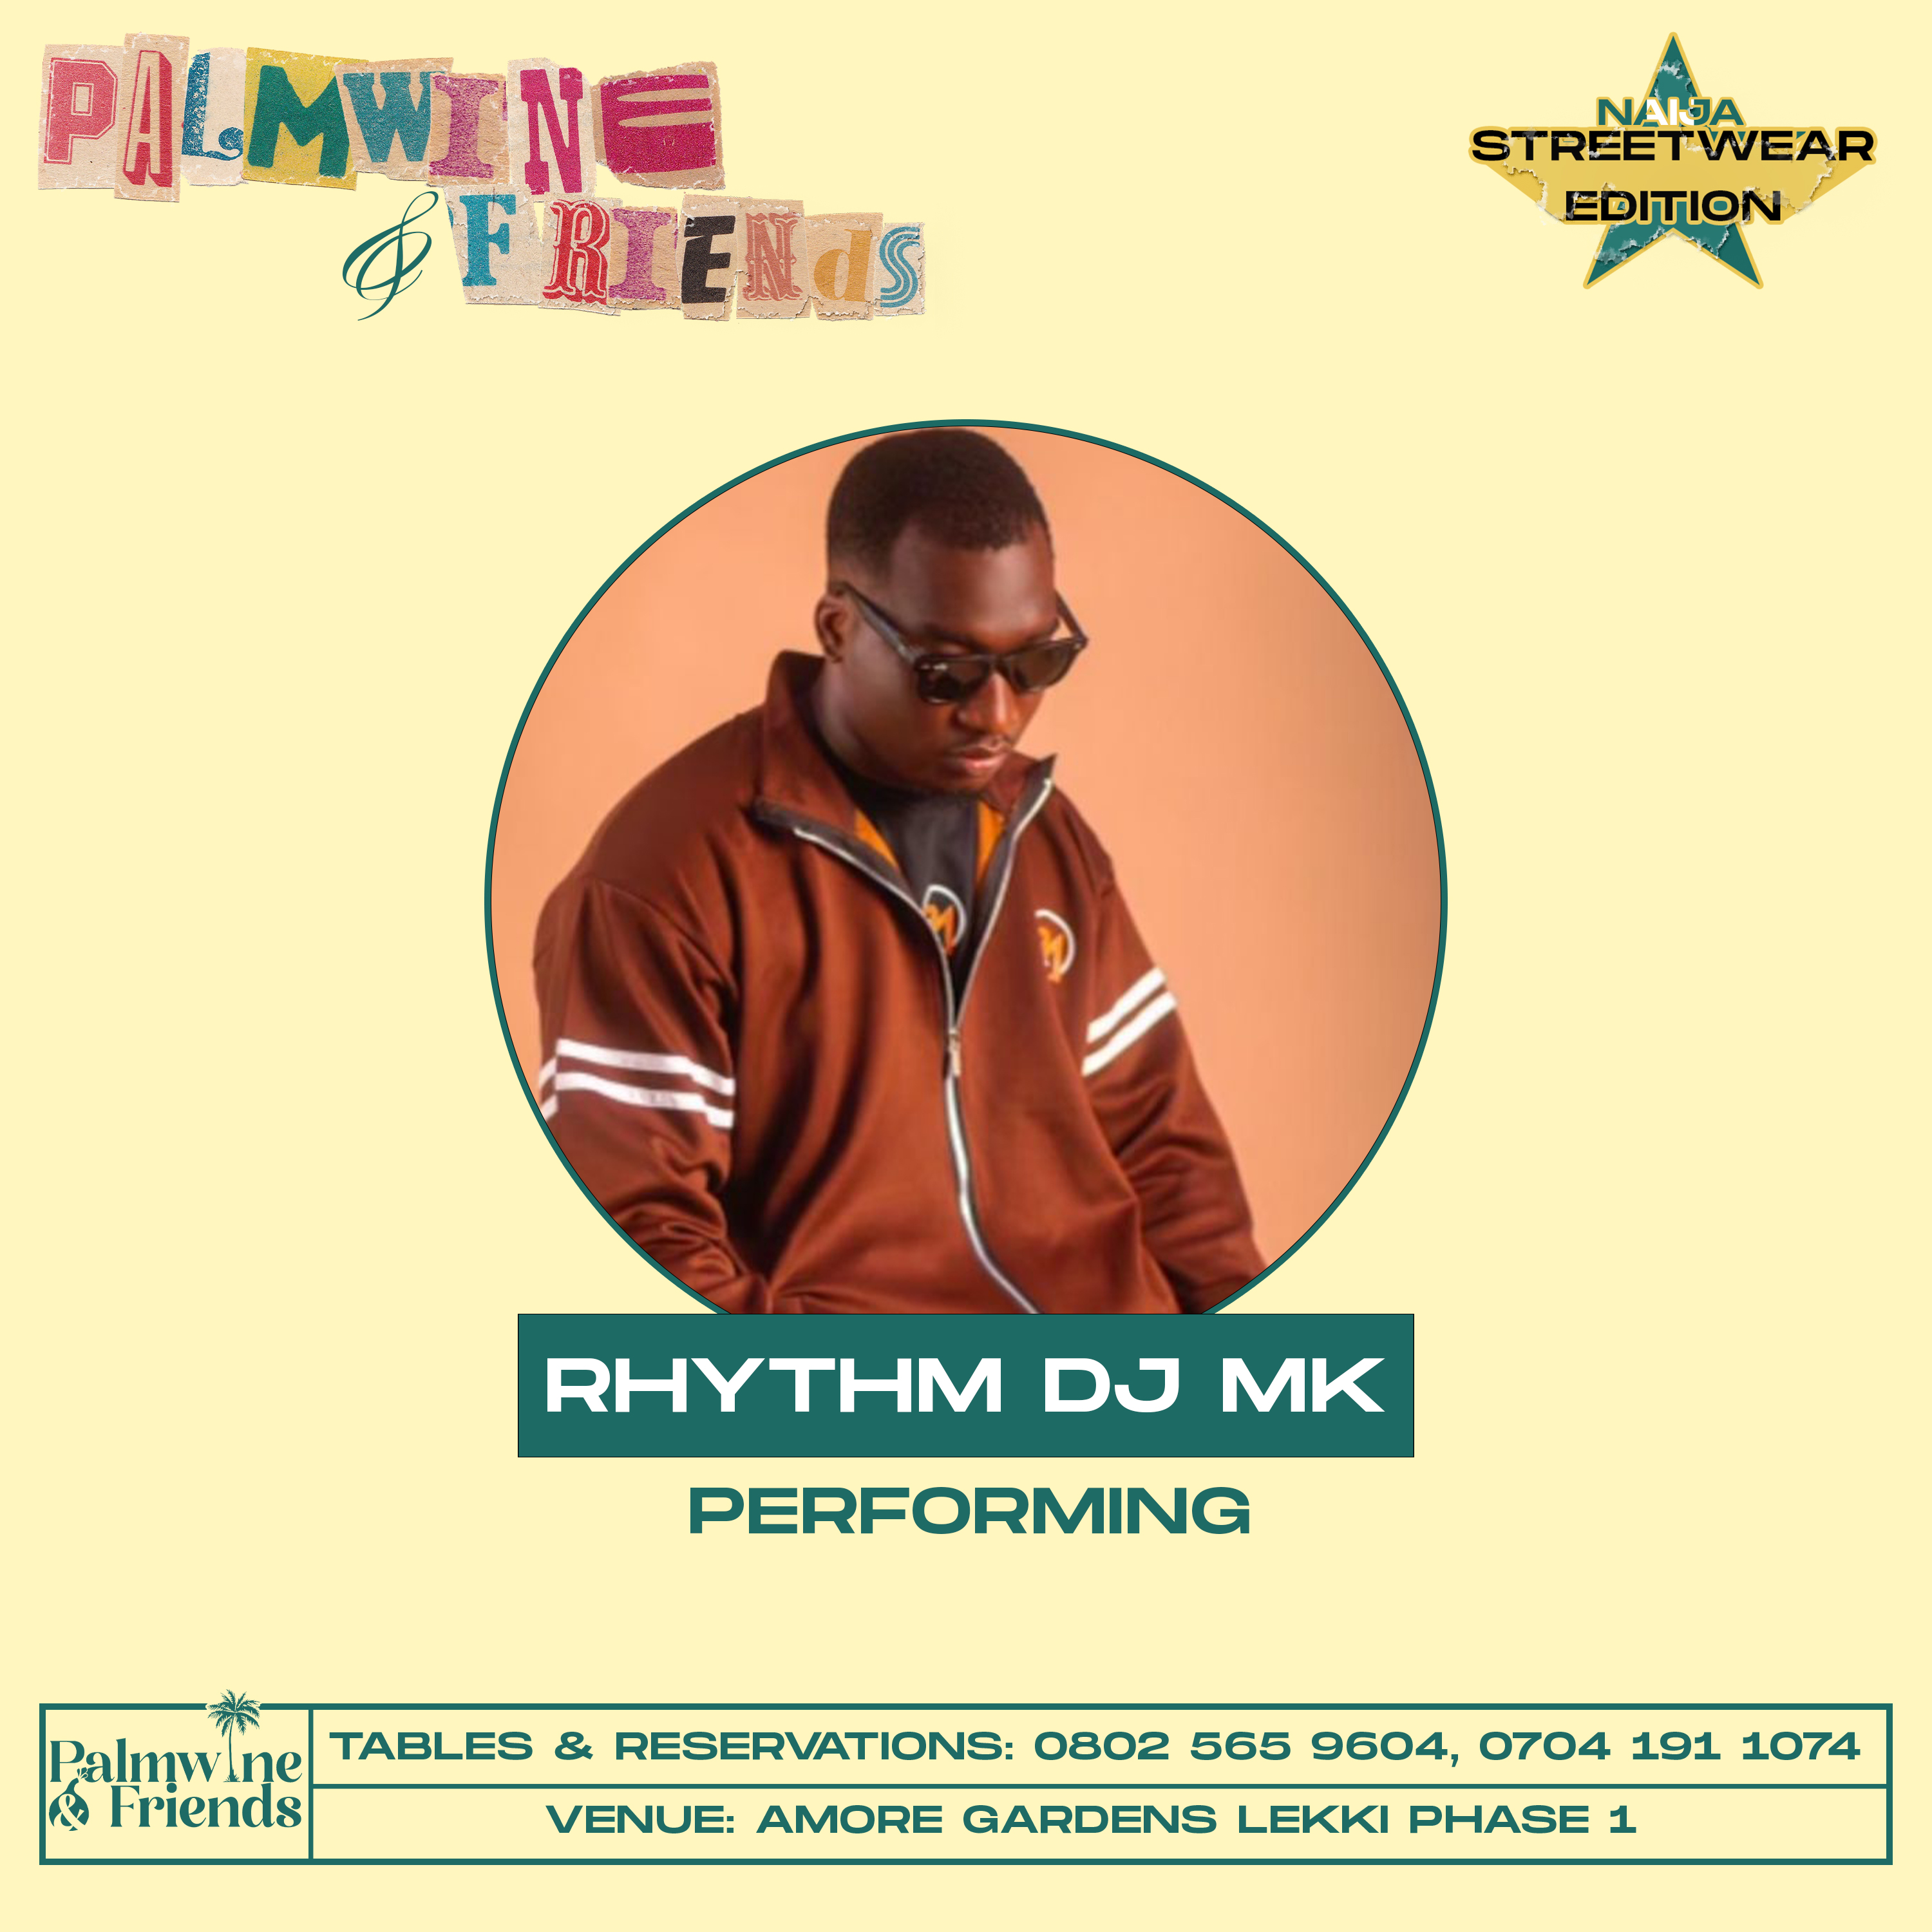 PALMWINE
& FRIENdS
NAIJA
STREETWEAR
EDITION
RHYTHM DJ MK
PERFORMING
Palmwine
& Friends
TABLES & RESERVATIONS: 0802 565 9604, 0704 191 1074
VENUE: AMORE GARDENS LEKKI PHASE 1